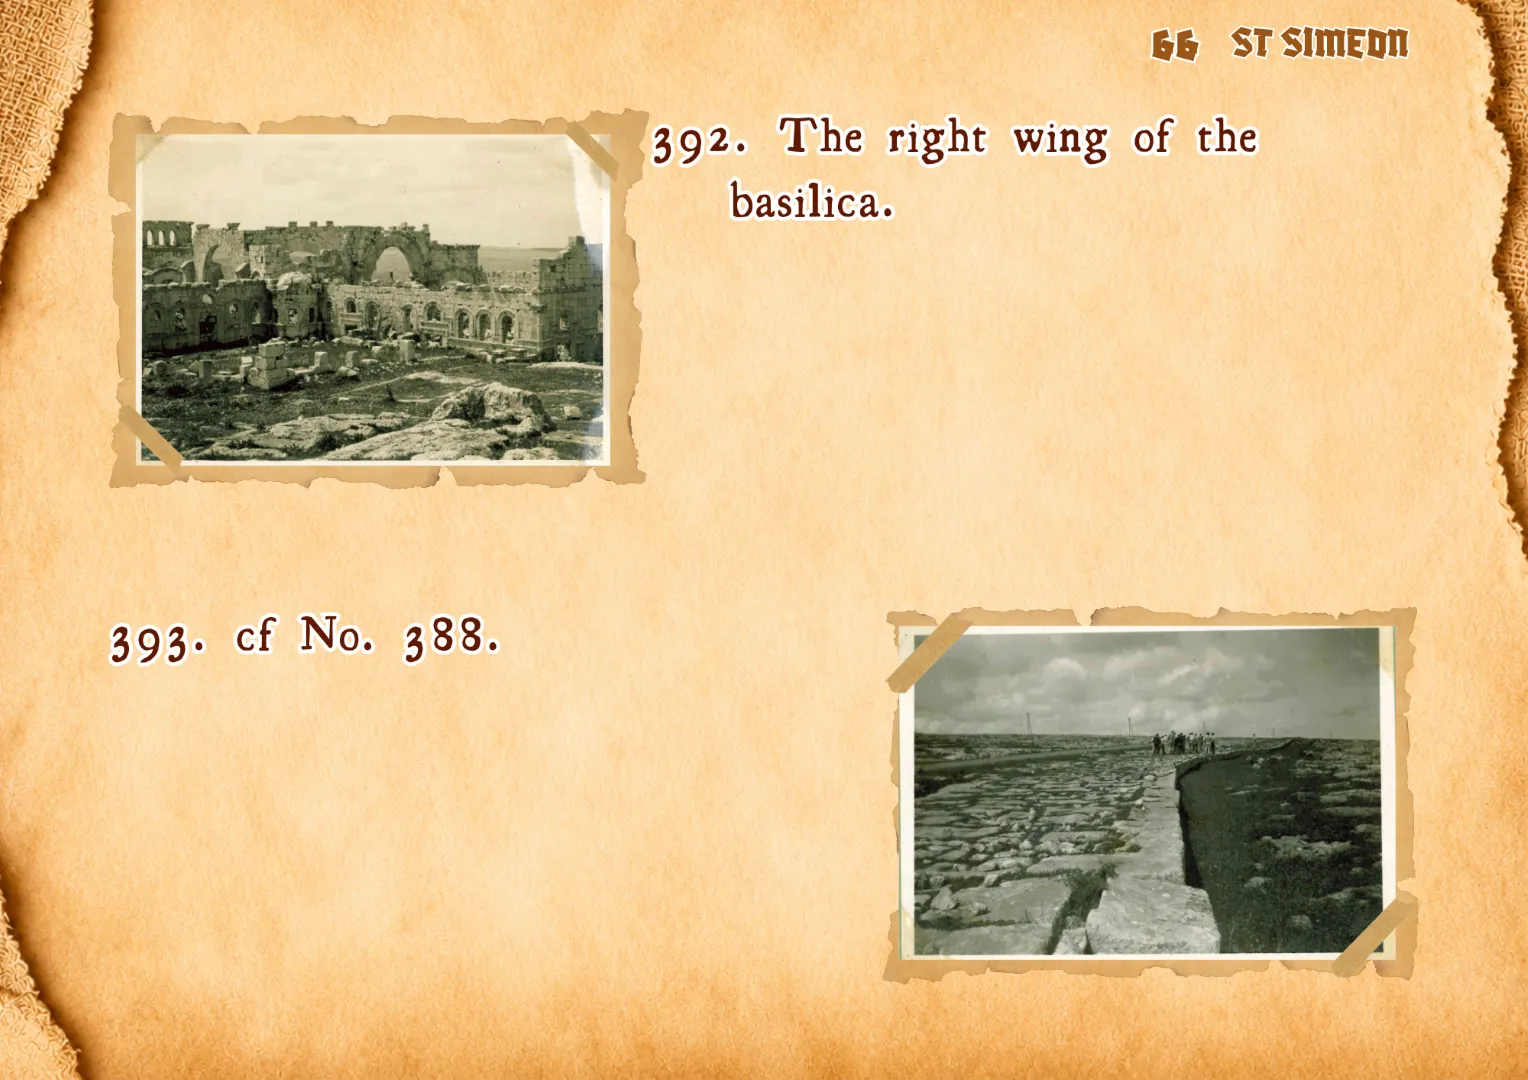 66 ST SIMEON
392. The right wing of the
basilica.
393. cf No. 388.